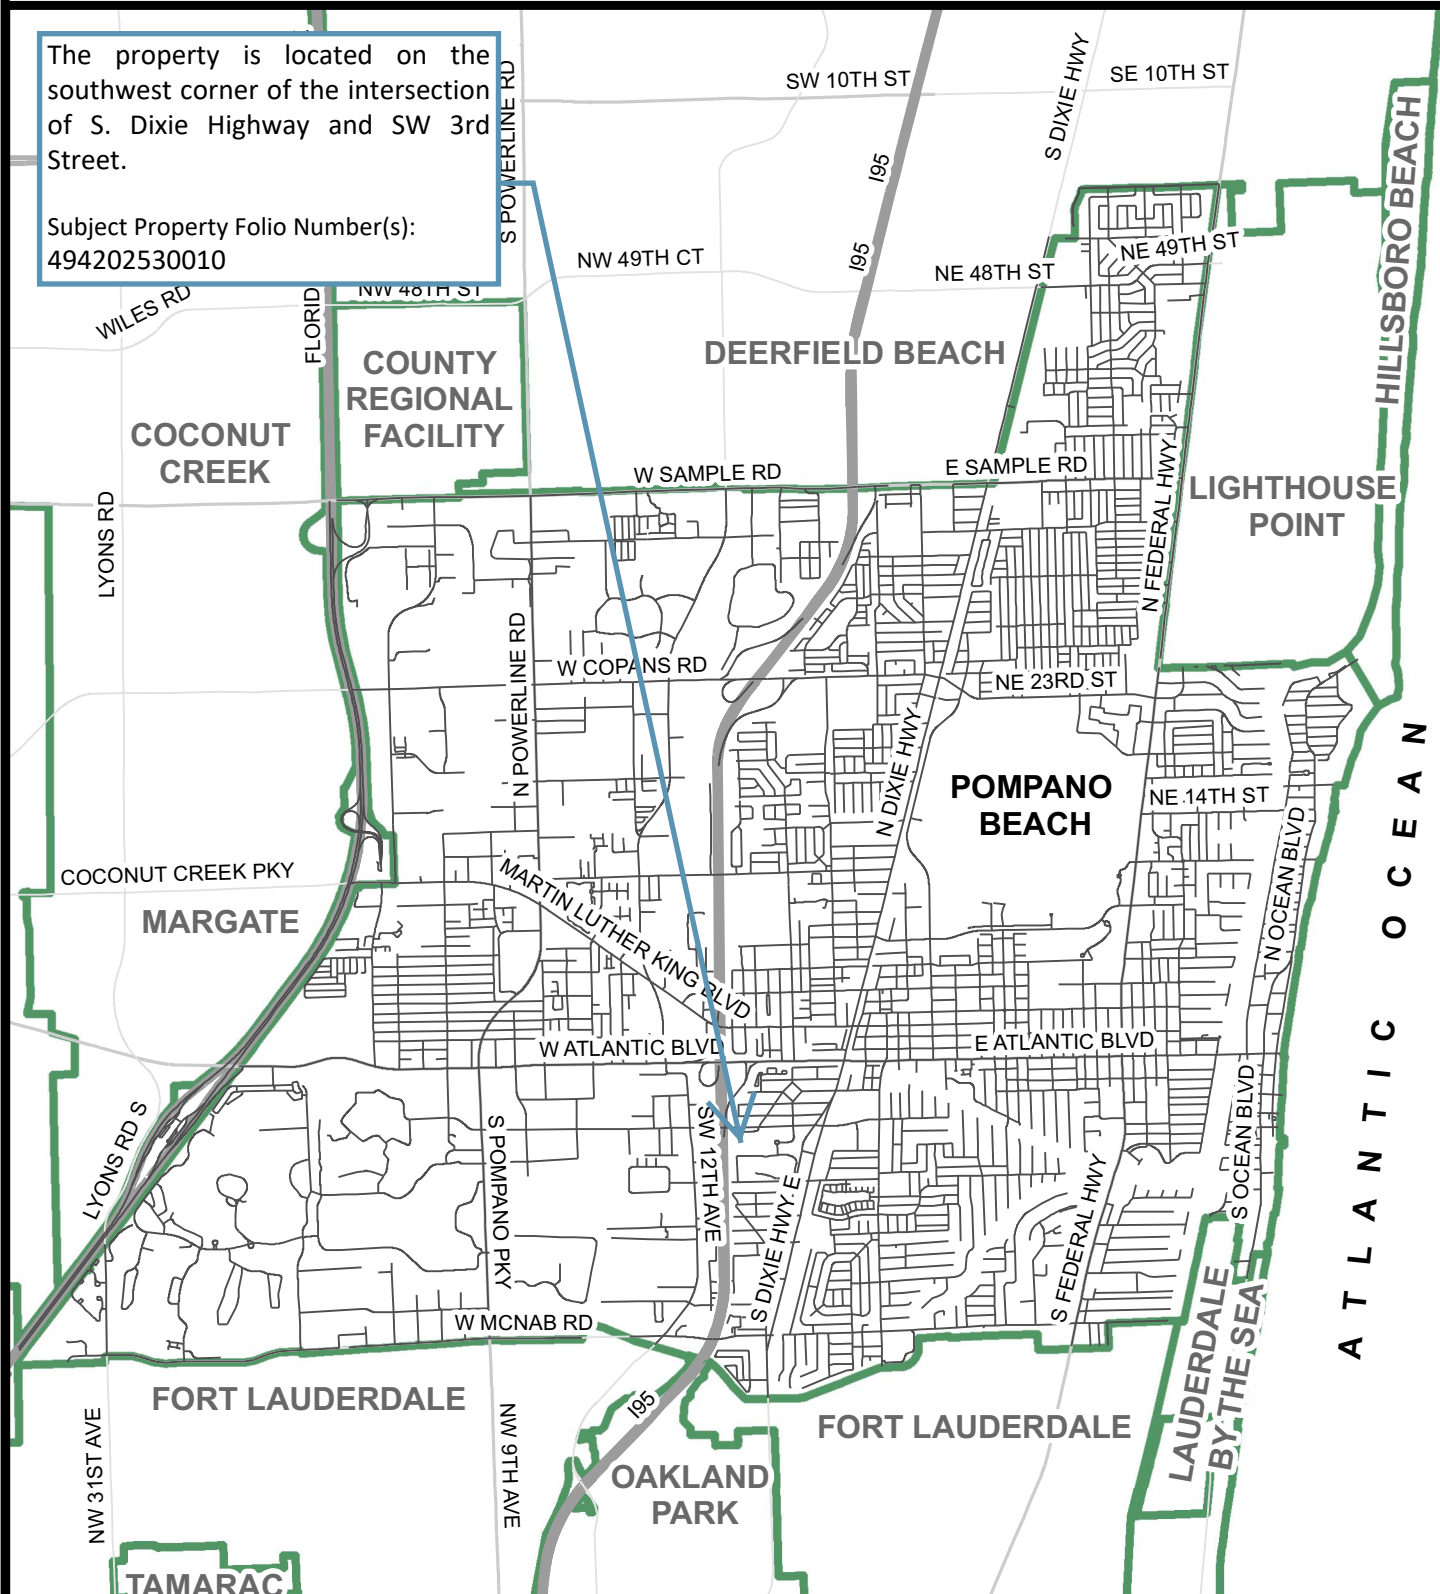 The property is located on the
southwest corner of the intersection
of S. Dixie Highway and SW 3rd
Street.
Subject Property Folio Number(s):
494202530010
S POWERLINE RD
SW 10TH ST
S DIXIE HWY
SE 10TH ST
I95
HILLSBORO BEACH
NW 49TH CT
I95
NE 48TH ST
NE 49TH ST
WILES RD
FLORID
NW 48TH ST
COUNTY
REGIONAL
FACILITY
DEERFIELD BEACH
COCONUT
CREEK
W SAMPLE RD
E SAMPLE RD
LYONS RD
N FEDERAL HWY
LIGHTHOUSE
POINT
N POWERLINE RD
W COPANS RD
NE 23RD ST
N DIXIE HWY
POMPANO
BEACH
NE 14TH ST
N OCEAN BLVD
ATLANTIC OCEAN
COCONUT CREEK PKY
MARGATE
MARTIN LUTHER KING BLVD
W ATLANTIC BLVD
E ATLANTIC BLVD
LYONS RD S
S POMPANO PKY
SW 12TH AVE
S DIXIE HWY E
S FEDERAL HWY
S OCEAN BLVD
W MCNAB RD
LAUDERDALE
BY THE SEA
FORT LAUDERDALE
I95
FORT LAUDERDALE
NW 31ST AVE
NW 9TH AVE
OAKLAND
PARK
TAMARAC